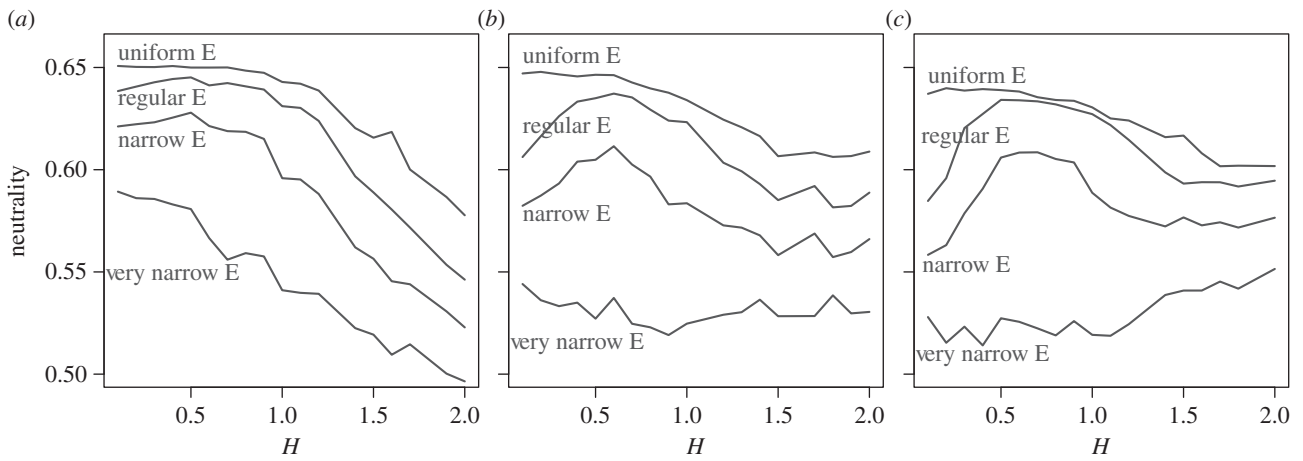 (a)
(b)
(c)
neutrality
0.65
0.60
0.55
0.50
uniform E
regular E
narrow E
very narrow E
0.5 1.0 1.5 2.0
H
uniform E
regular E
narrow E
very narrow E
0.5 1.0 1.5 2.0
H
uniform E
regular E
narrow E
very narrow E
0.5 1.0 1.5 2.0
H